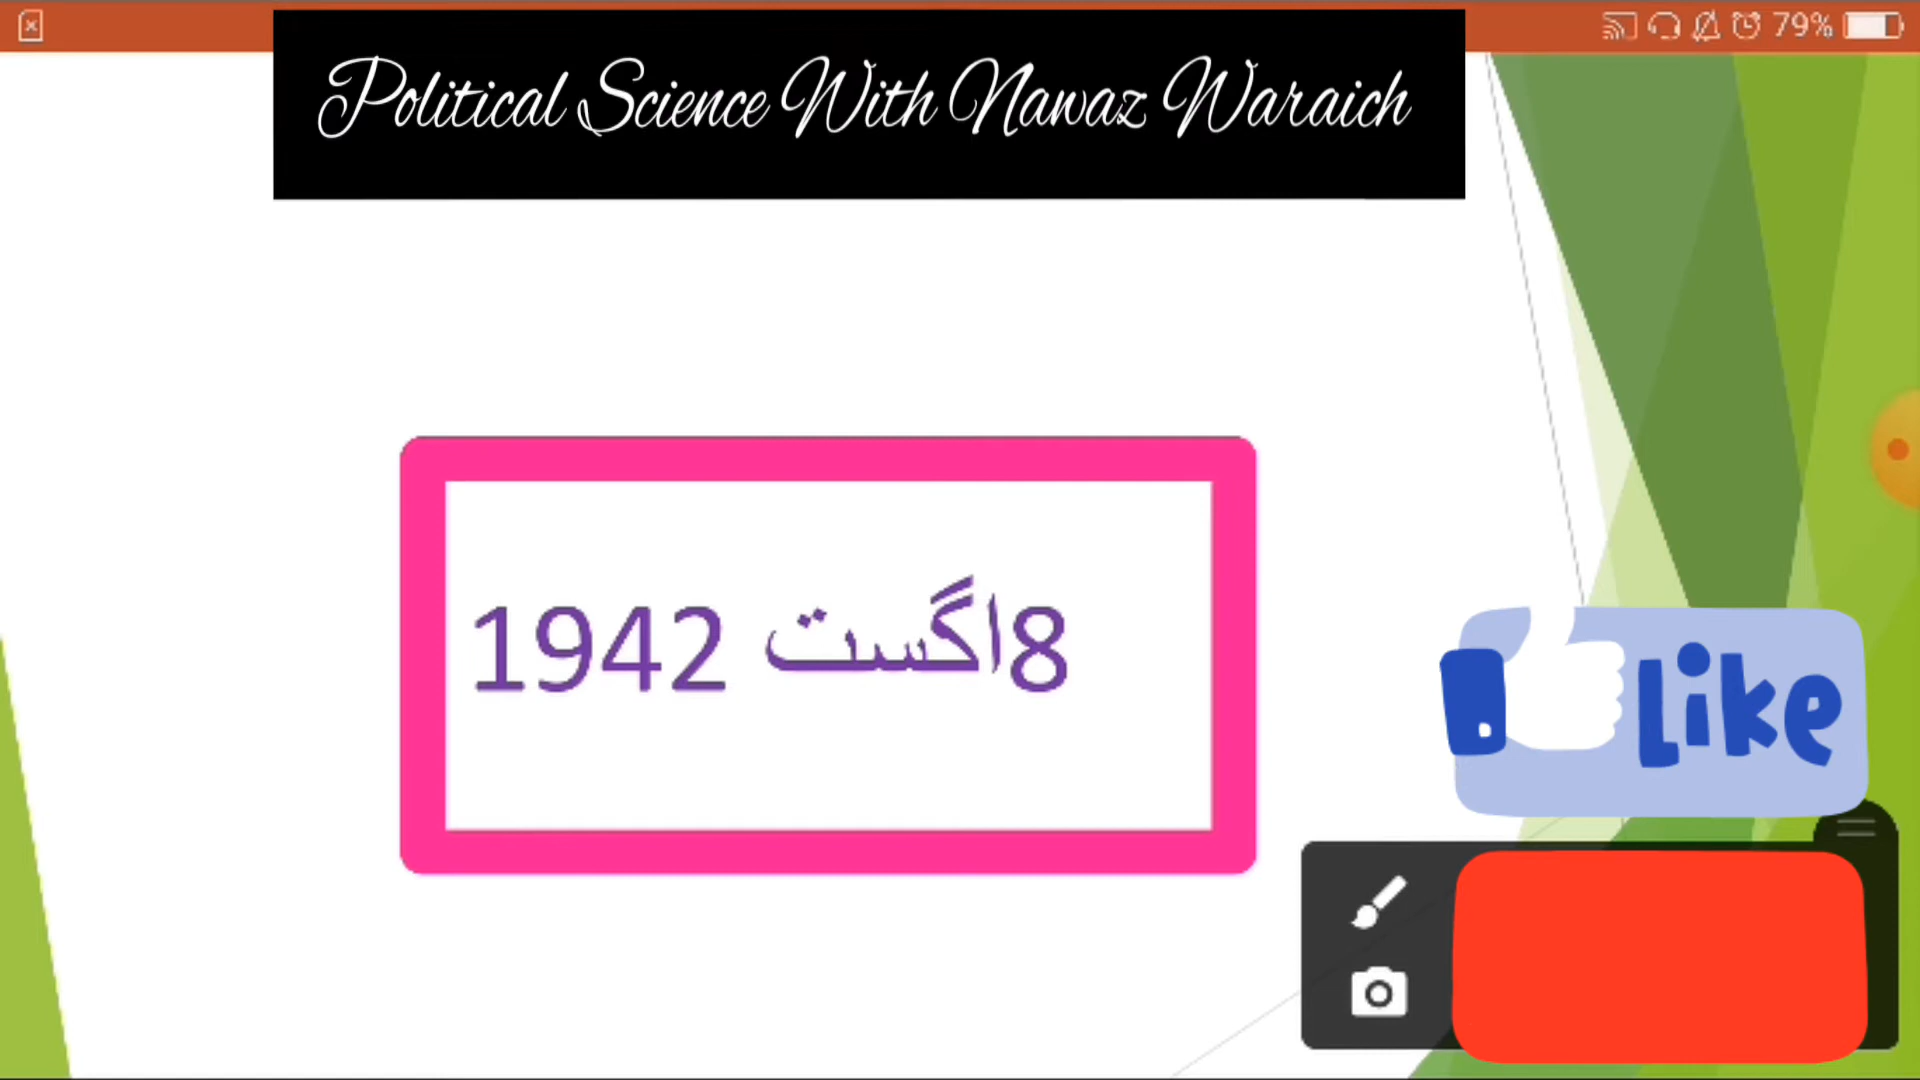 79%
Political Science With Nawaz Waraich
8اگست 1942
Like